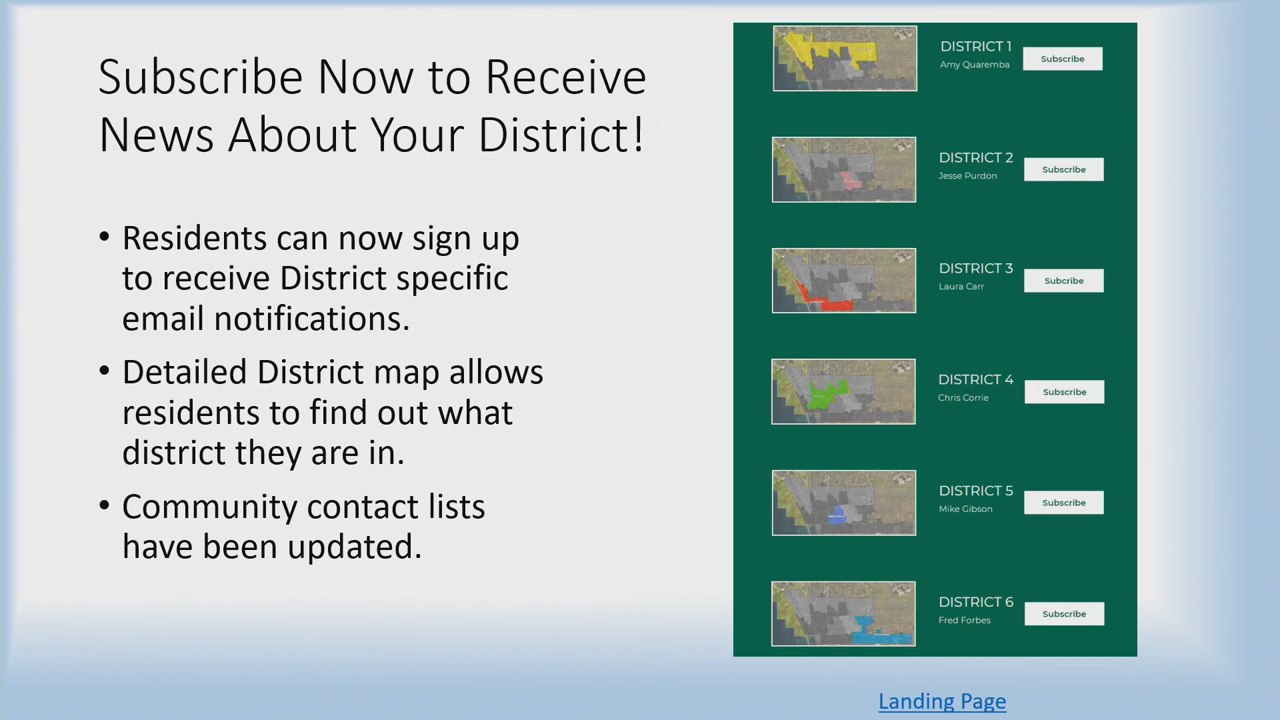 Subscribe Now to Receive
News About Your District!
• Residents can now sign up
to receive District specific
email notifications.
• Detailed District map allows
residents to find out what
district they are in.
• Community contact lists
have been updated.
DISTRICT 1
Amy Quaremba
Subscribe
DISTRICT 2
Jesse Purdon
Subscribe
DISTRICT 3
Laura Carr
Subcribe
DISTRICT 4
Chris Corrie
Subscribe
DISTRICT 5
Mike Gibson
Subscribe
DISTRICT 6
Fred Forbes
Subscribe
Landing Page